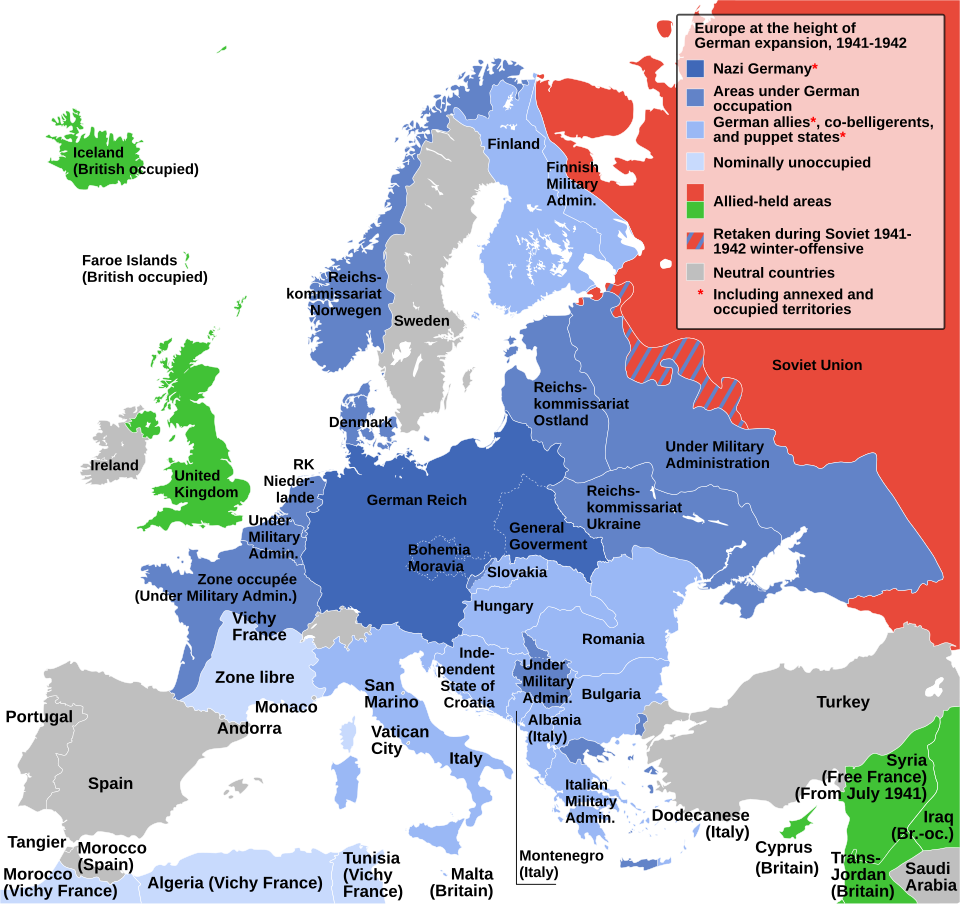 Europe at the height of
German expansion, 1941-1942
Nazi Germany*
Areas under German
occupation
German allies*, co-belligerents,
and puppet states*
Nominally unoccupied
Allied-held areas
Retaken during Soviet 1941-
1942 winter-offensive
Neutral countries
* Including annexed and
occupied territories
Iceland
(British occupied)
Faroe Islands
(British occupied)
Finland
Finnish
Military
Admin.
Reichs-
kommissariat
Norwegen
Sweden
Soviet Union
Denmark
Reichs-
kommissariat
Ostland
Under Military
Administration
Ireland
United
Kingdom
RK
Nieder-
lande
German Reich
Reichs-
kommissariat
Ukraine
Under
Military
Admin.
General
Goverment
Bohemia
Moravia
Slovakia
Zone occupée
(Under Military Admin.)
Hungary
Vichy
France
Romania
Zone libre
Inde-
pendent
State of
Croatia
Under
Military
Admin.
San
Marino
Bulgaria
Monaco
Turkey
Portugal
Andorra
Albania
(Italy)
Vatican
City
Italy
Spain
Syria
(Free France)
(From July 1941)
Italian
Military
Admin.
Dodecanese
(Italy)
Iraq
(Br.-oc.)
Tangier
Morocco
(Spain)
Cyprus
(Britain)
Montenegro
(Italy)
Morocco
(Vichy France)
Algeria (Vichy France)
Tunisia
(Vichy
France)
Malta
(Britain)
Trans-
Jordan
(Britain)
Saudi
Arabia